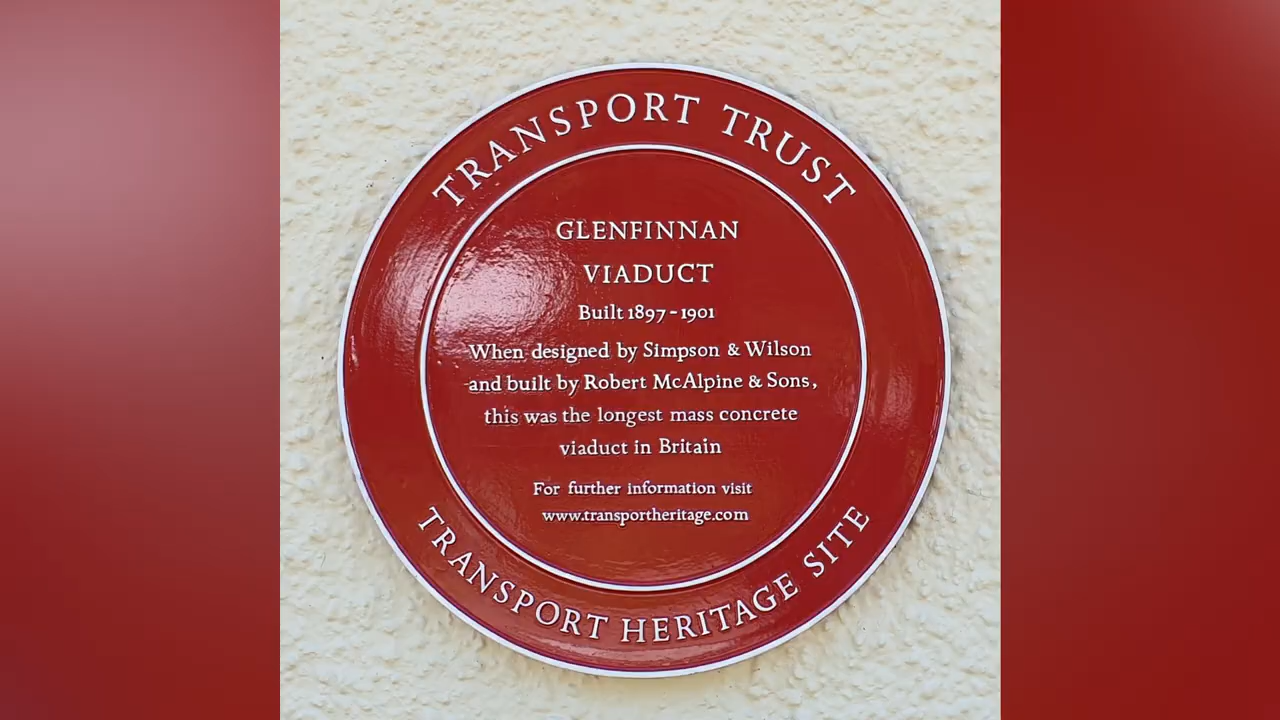 TRANSPORT TRUST
GLENFINNAN
VIADUCT
Built 1897-1901
When designed by Simpson & Wilson
and built by Robert McAlpine & Sons,
this was the longest mass concrete
viaduct in Britain
For further information visit
www.transportheritage.com
TRANSPORT HERITAGE SITE